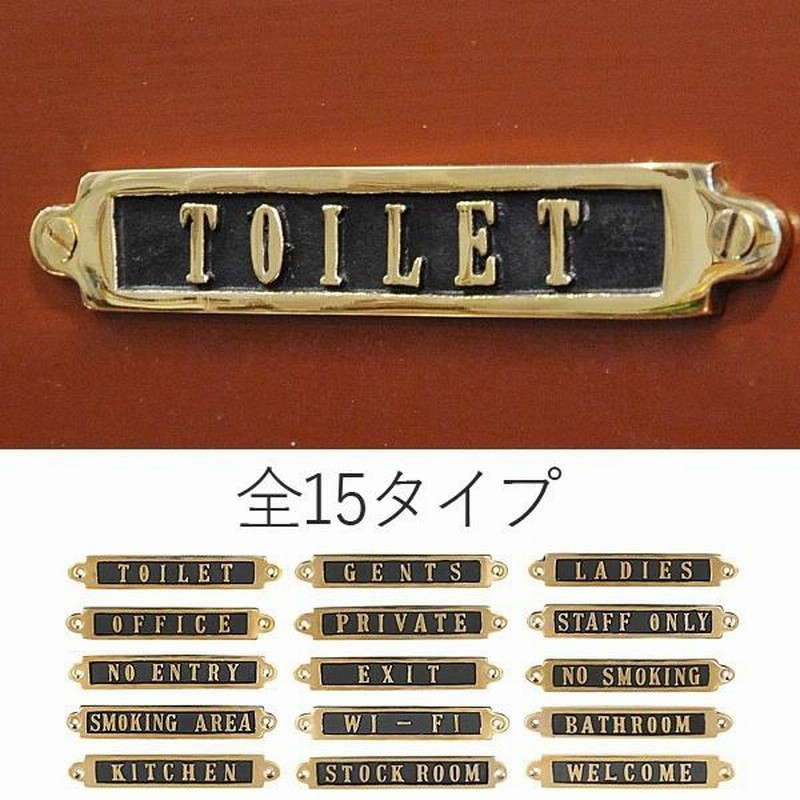 TOILET
全15タイプ
TOILET
GENTS
LADIES
OFFICE
PRIVATE
STAFF ONLY
NO ENTRY
EXIT
NO SMOKING
SMOKING AREA
WI-FI
BATHROOM
KITCHEN
STOCK ROOM
WELCOME